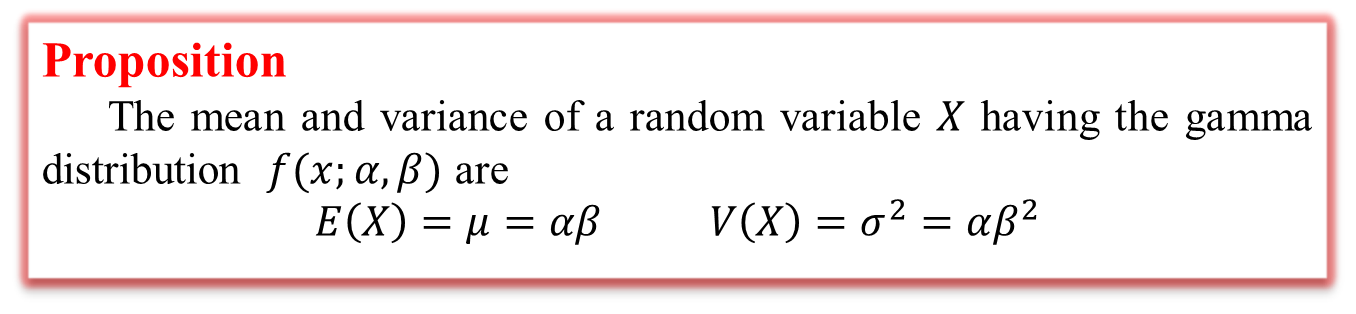 Proposition
The mean and variance of a random variable X having the gamma
distribution f(x; α, β) are
E(X) = μ = αβ V(X) = σ² = αβ²